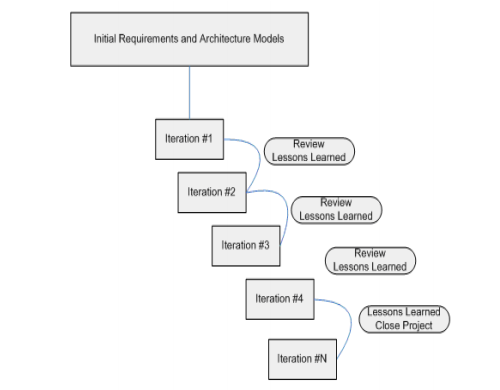 Initial Requirements and Architecture Models
Iteration #1
Review
Lessons Learned
Iteration #2
Review
Lessons Learned
Iteration #3
Review
Lessons Learned
Iteration #4
Lessons Learned
Close Project
Iteration #N